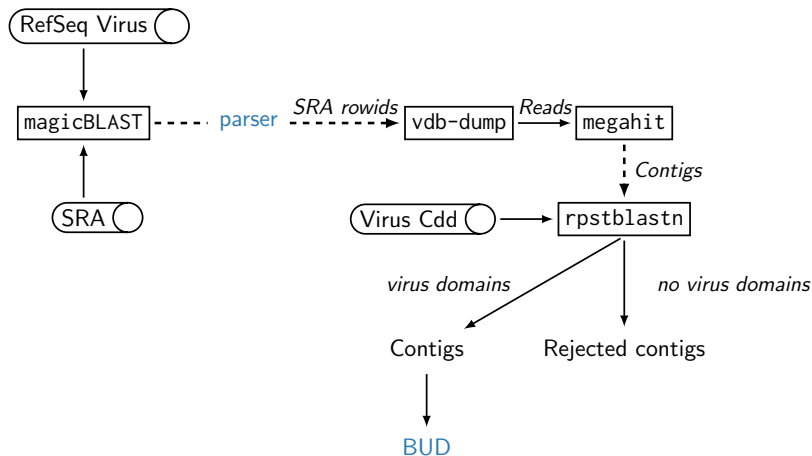 RefSeq Virus
magicBLAST
parser
SRA rowids
vdb-dump
Reads
megahit
Contigs
SRA
Virus Cdd
rpstblastn
virus domains
no virus domains
Contigs
Rejected contigs
BUD